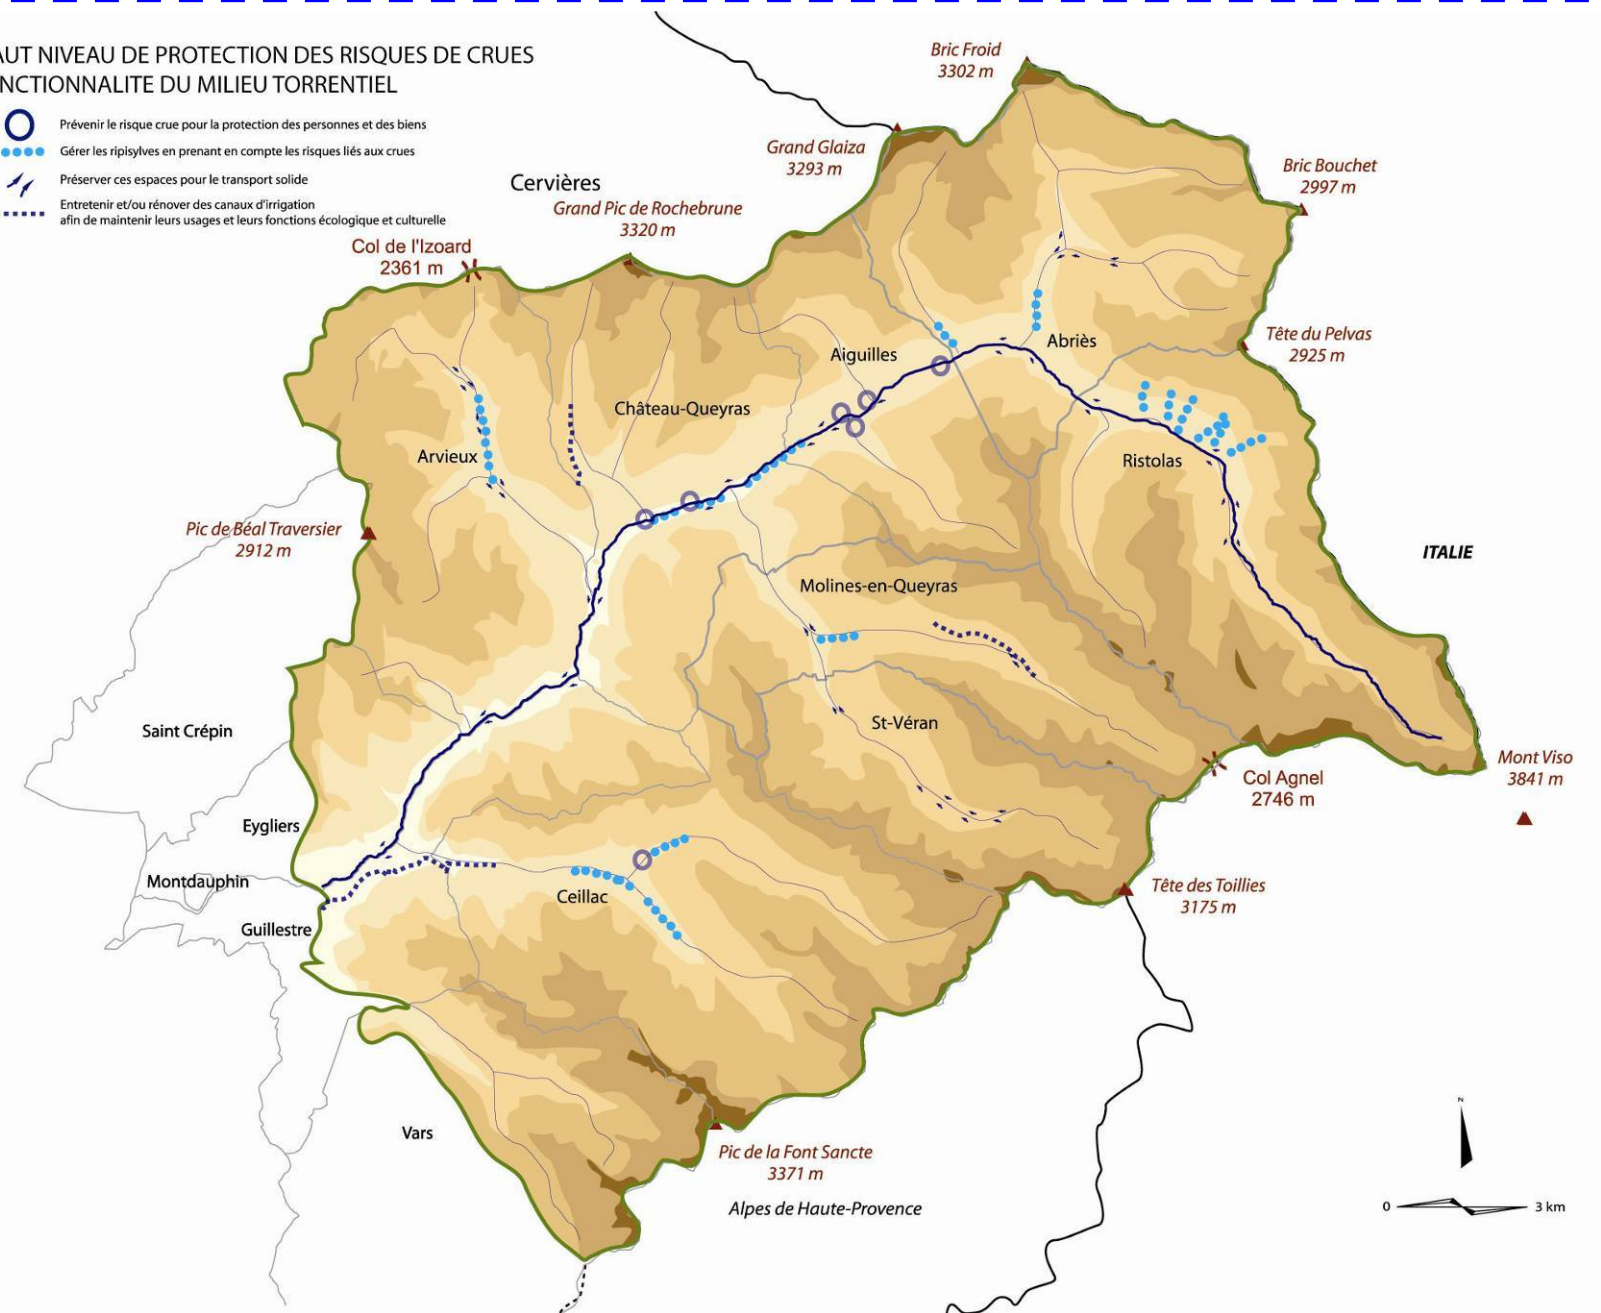 AUT NIVEAU DE PROTECTION DES RISQUES DE CRUES
NCTIONNALITE DU MILIEU TORRENTIEL
Prévenir le risque crue pour la protection des personnes et des biens
Gérer les ripisylves en prenant en compte les risques liés aux crues
Préserver ces espaces pour le transport solide
Entretenir et/ou rénover des canaux d'irrigation
afin de maintenir leurs usages et leurs fonctions écologique et culturelle
Bric Froid
3302 m
Grand Glaiza
3293 m
Bric Bouchet
2997 m
Cervières
Grand Pic de Rochebrune
3320 m
Col de l'Izoard
2361 m
Tête du Pelvas
2925 m
Abriès
Aiguilles
Château-Queyras
Arvieux
Ristolas
Pic de Béal Traversier
2912 m
ITALIE
Molines-en-Queyras
St-Véran
Saint Crépin
Mont Viso
3841 m
Col Agnel
2746 m
Eygliers
Montdauphin
Ceillac
Tête des Toillies
3175 m
Guillestre
Vars
Pic de la Font Sancte
3371 m
Alpes de Haute-Provence
N
0
3 km